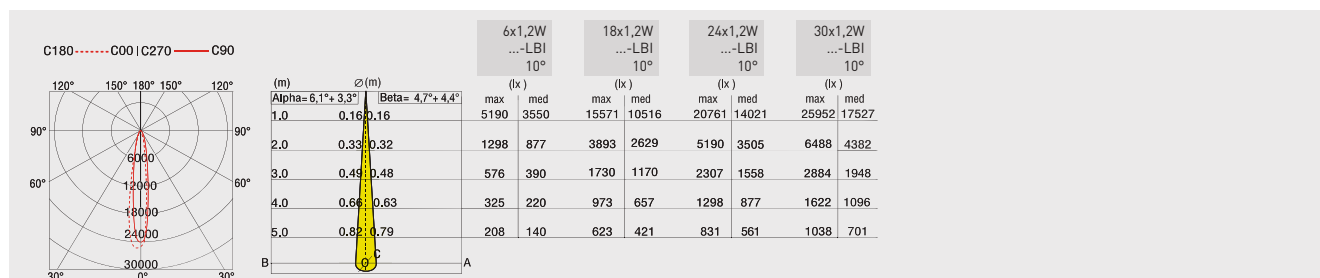 6x1,2W 18x1,2W 24x1,2W 30x1,2W
...-LBI ...-LBI ...-LBI ...-LBI
10° 10° 10° 10°
C180 C00 | C270 C90
120° 150° 180° 150° 120°
90° 90°
60° 60°
30° 0° 30°
6000
12000
18000
24000
30000
(m) ∅(m) (lx ) (lx ) (lx ) (lx )
Alpha= 6,1°+ 3,3° Beta= 4,7°+ 4,4° max med max med max med max med
1.0 0.16 0.16 5190 3550 15571 10516 20761 14021 25952 17527
2.0 0.33 0.32 1298 877 3893 2629 5190 3505 6488 4382
3.0 0.49 0.48 576 390 1730 1170 2307 1558 2884 1948
4.0 0.66 0.63 325 220 973 657 1298 877 1622 1096
5.0 0.82 0.79 208 140 623 421 831 561 1038 701
C
B O A